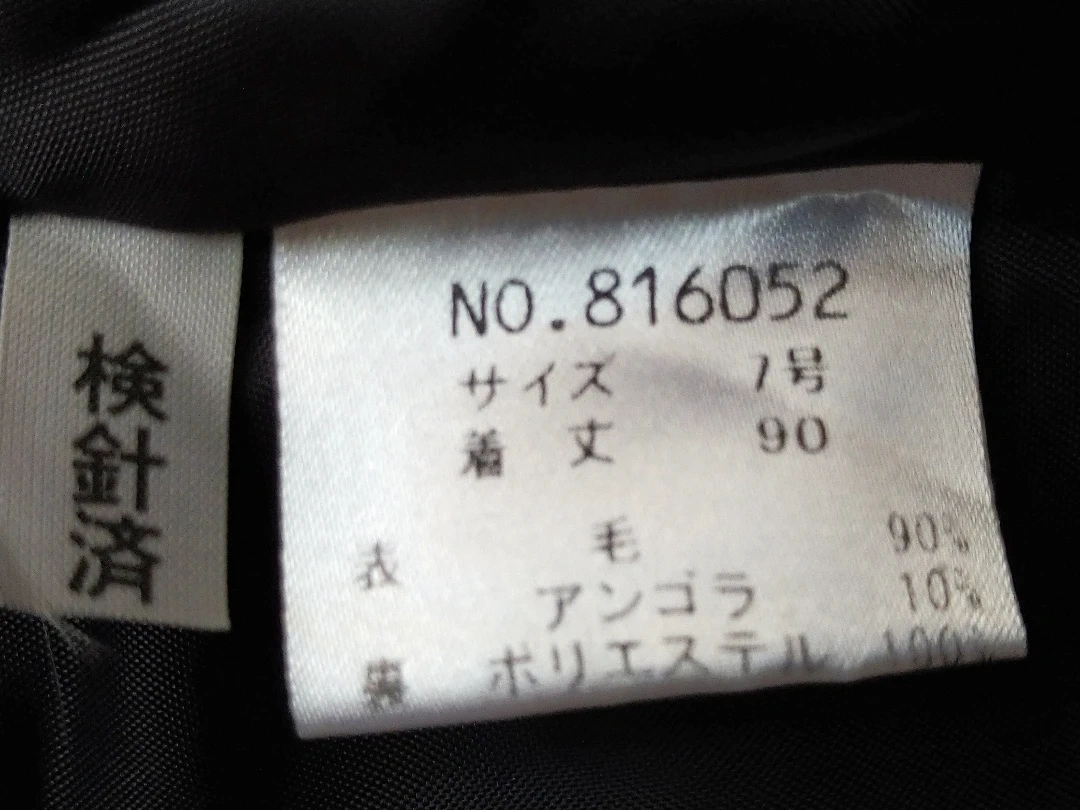 検針済
NO.816052
サイズ 7号
着 丈 90
表 毛 90%
アンゴラ 10%
裏 ポリエステル 100%